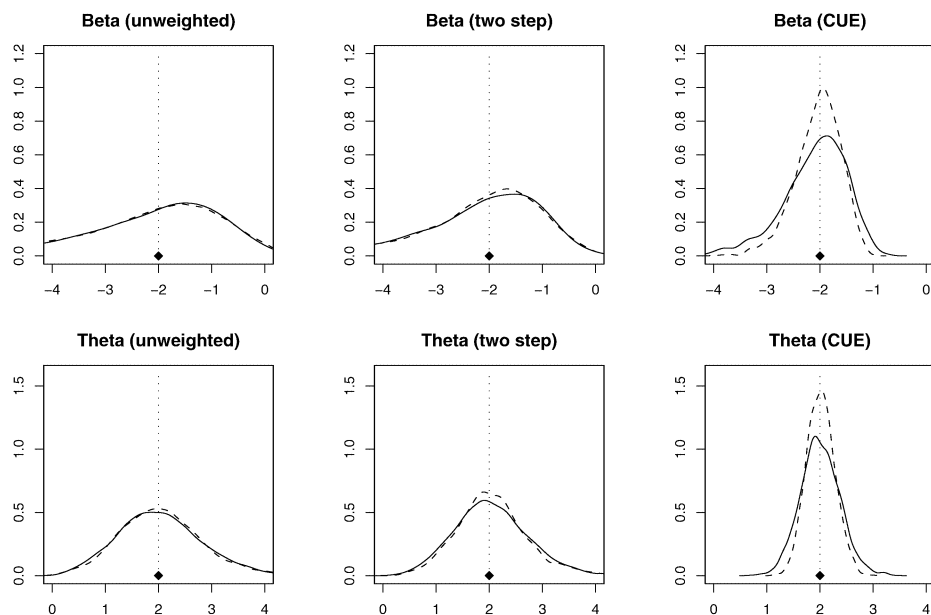 Beta (unweighted)
Beta (two step)
Beta (CUE)
0.0 0.2 0.4 0.6 0.8 1.0 1.2
0.0 0.2 0.4 0.6 0.8 1.0 1.2
0.0 0.2 0.4 0.6 0.8 1.0 1.2
−4 −3 −2 −1 0
−4 −3 −2 −1 0
−4 −3 −2 −1 0
Theta (unweighted)
Theta (two step)
Theta (CUE)
0.0 0.5 1.0 1.5
0.0 0.5 1.0 1.5
0.0 0.5 1.0 1.5
0 1 2 3 4
0 1 2 3 4
0 1 2 3 4